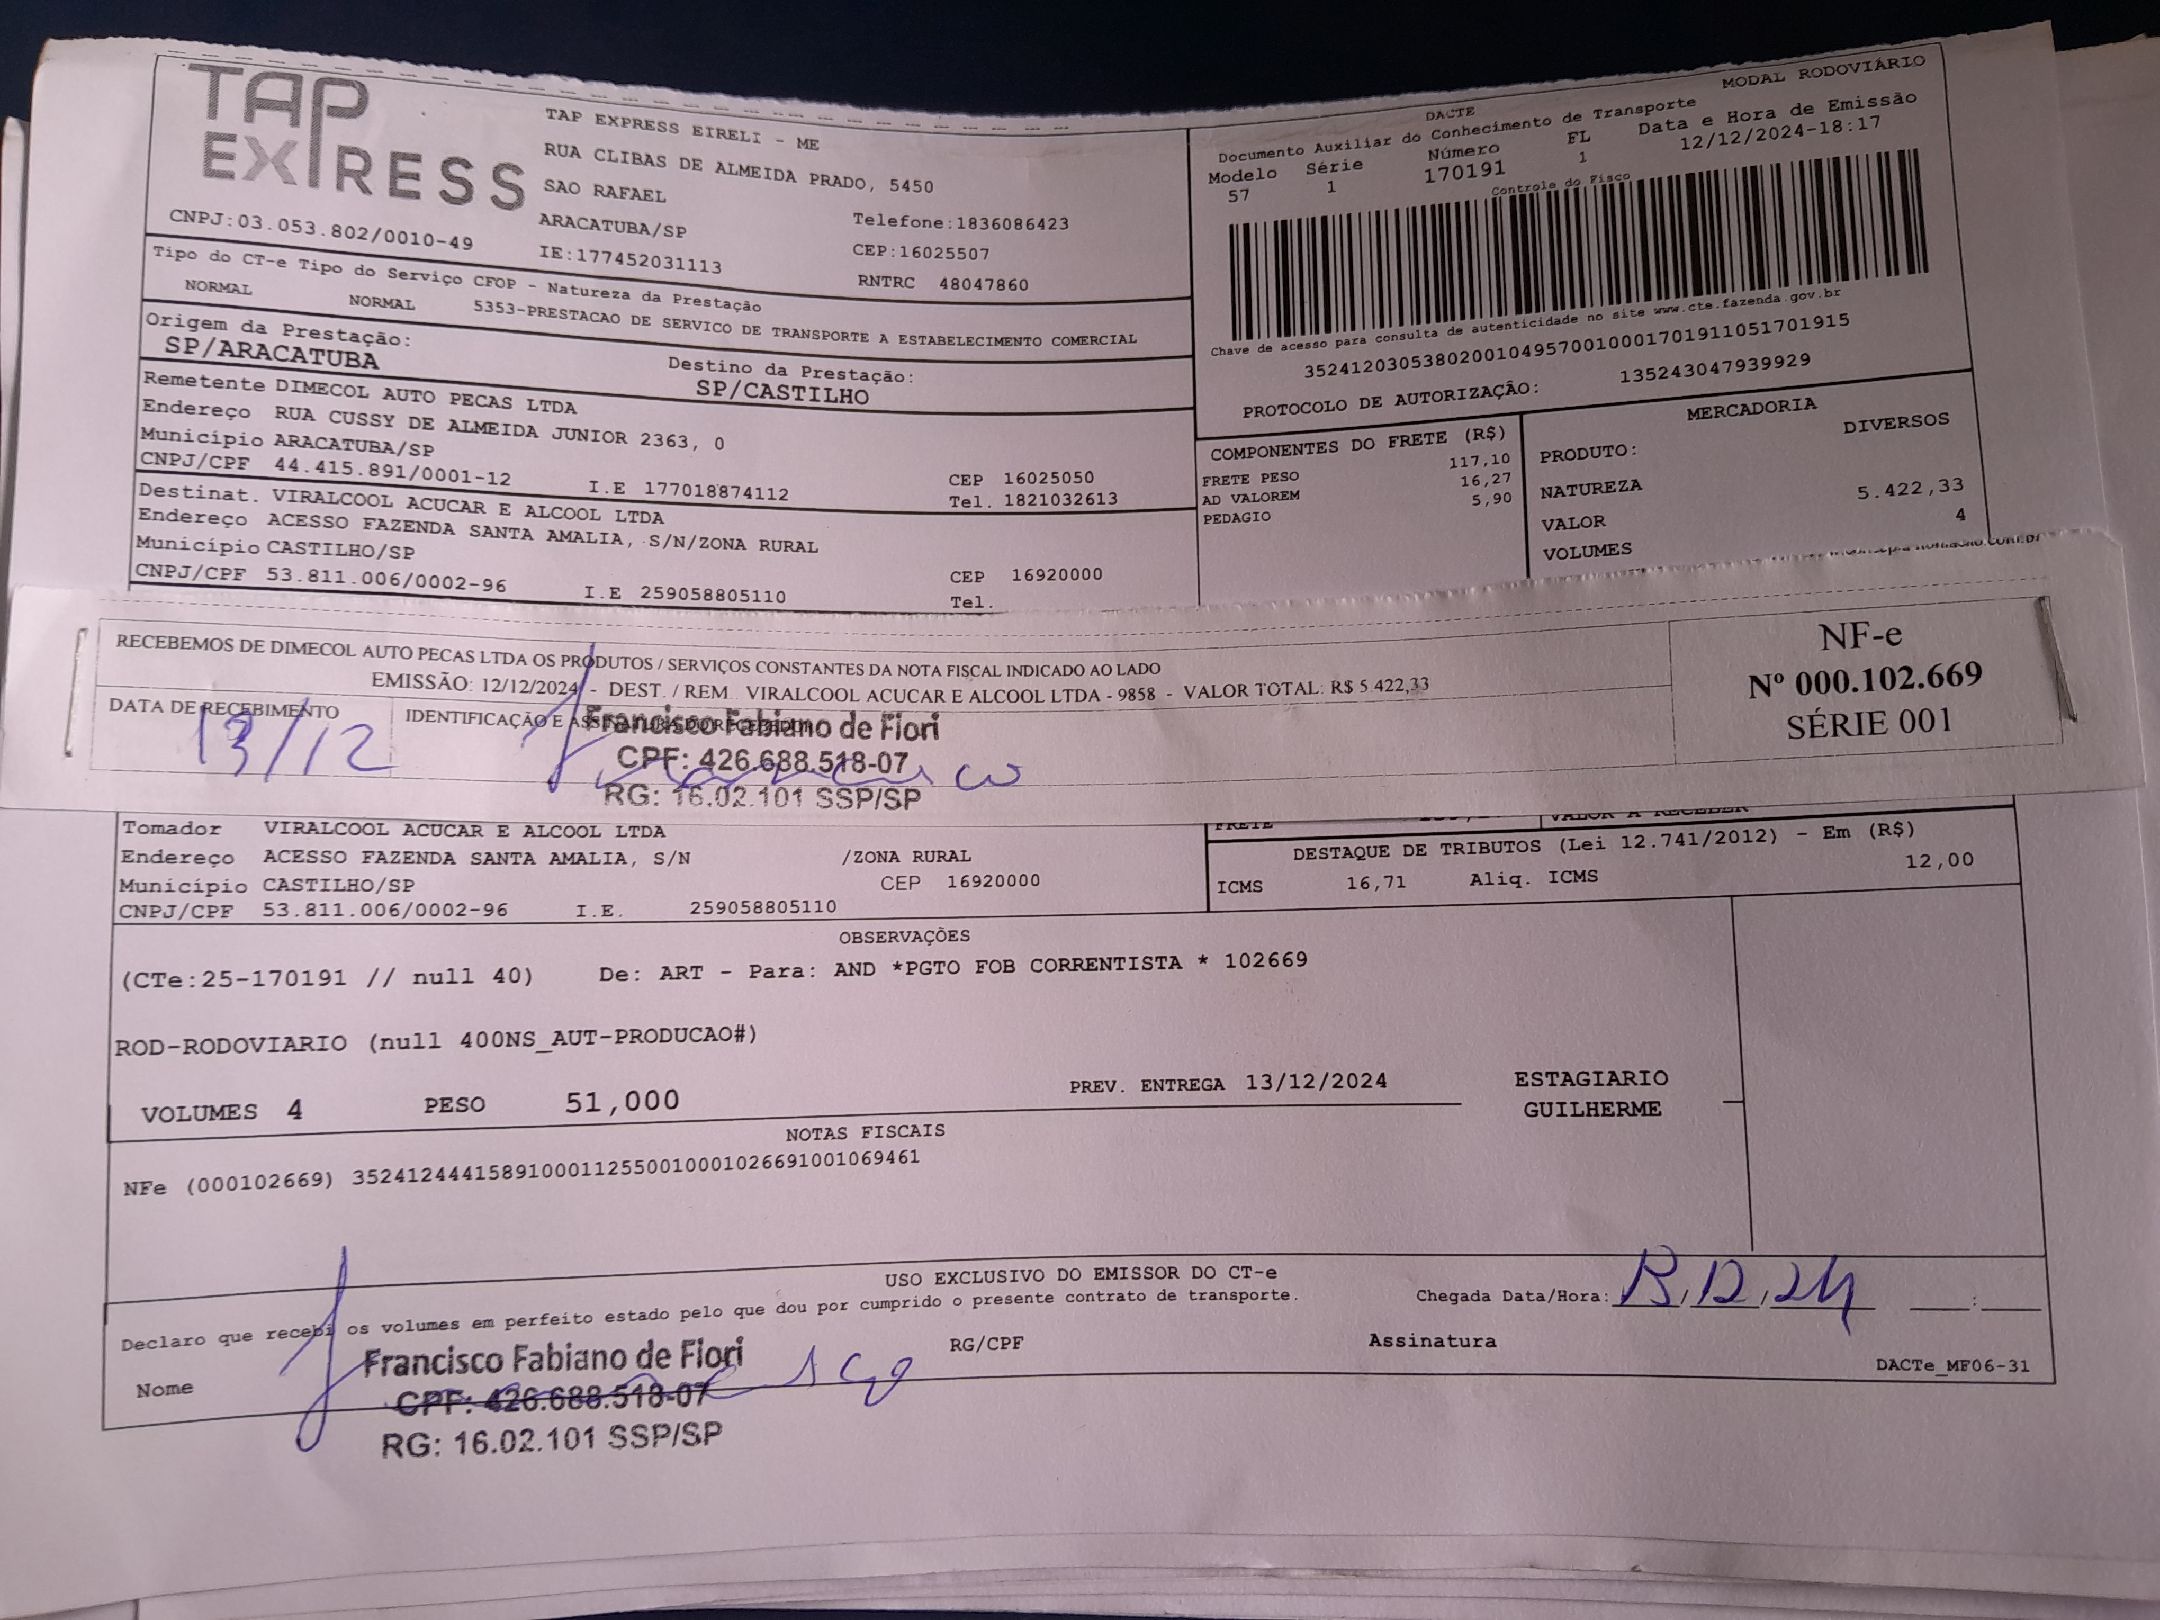 TAP
EXPRESS
TAP EXPRESS EIRELI - ME
RUA CLIBAS DE ALMEIDA PRADO, 5450
SAO RAFAEL
ARACATUBA/SP
Telefone:1836086423
CNPJ:03.053.802/0010-49
IE:177452031113
CEP:16025507
RNTRC 48047860
DACTE
MODAL RODOVIÁRIO
Documento Auxiliar do Conhecimento de Transporte
Modelo Série Número FL Data e Hora de Emissão
57 1 170191 1 12/12/2024-18:17
Controle do Fisco
Chave de acesso para consulta de autenticidade no site www.cte.fazenda.gov.br
35241203053802001049570010001701911051701915
PROTOCOLO DE AUTORIZAÇÃO: 135243047939929
Tipo do CT-e Tipo do Serviço CFOP - Natureza da Prestação
NORMAL NORMAL 5353-PRESTACAO DE SERVICO DE TRANSPORTE A ESTABELECIMENTO COMERCIAL
Origem da Prestação: Destino da Prestação:
SP/ARACATUBA SP/CASTILHO
Remetente DIMECOL AUTO PECAS LTDA
Endereço RUA CUSSY DE ALMEIDA JUNIOR 2363, 0
Município ARACATUBA/SP CEP 16025050
CNPJ/CPF 44.415.891/0001-12 I.E 177018874112 Tel. 1821032613
Destinat. VIRALCOOL ACUCAR E ALCOOL LTDA
Endereço ACESSO FAZENDA SANTA AMALIA, S/N/ZONA RURAL
Município CASTILHO/SP CEP 16920000
CNPJ/CPF 53.811.006/0002-96 I.E 259058805110 Tel.
COMPONENTES DO FRETE (R$)
FRETE PESO 117,10
AD VALOREM 16,27
PEDAGIO 5,90
MERCADORIA
PRODUTO: DIVERSOS
NATUREZA
VALOR 5.422,33
VOLUMES 4
RECEBEMOS DE DIMECOL AUTO PECAS LTDA OS PRODUTOS / SERVIÇOS CONSTANTES DA NOTA FISCAL INDICADO AO LADO
EMISSÃO: 12/12/2024 - DEST. / REM. VIRALCOOL ACUCAR E ALCOOL LTDA - 9858 - VALOR TOTAL: R$ 5.422,33
DATA DE RECEBIMENTO
13/12
IDENTIFICAÇÃO E ASSINATURA DO RECEBEDOR
Francisco Fabiano de Fiori
CPF: 426.688.518-07
RG: 16.02.101 SSP/SP
NF-e
Nº 000.102.669
SÉRIE 001
Tomador VIRALCOOL ACUCAR E ALCOOL LTDA
Endereço ACESSO FAZENDA SANTA AMALIA, S/N /ZONA RURAL
Município CASTILHO/SP CEP 16920000
CNPJ/CPF 53.811.006/0002-96 I.E. 259058805110
FRETE
VALOR A RECEBER
DESTAQUE DE TRIBUTOS (Lei 12.741/2012) - Em (R$)
ICMS 16,71 Aliq. ICMS 12,00
OBSERVAÇÕES
(CTe:25-170191 // null 40) De: ART - Para: AND *PGTO FOB CORRENTISTA * 102669
ROD-RODOVIARIO (null 400NS_AUT-PRODUCAO#)
VOLUMES 4 PESO 51,000 PREV. ENTREGA 13/12/2024
ESTAGIARIO
GUILHERME
NOTAS FISCAIS
NFe (000102669) 35241244415891000112550010001026691001069461
USO EXCLUSIVO DO EMISSOR DO CT-e
Declaro que recebi os volumes em perfeito estado pelo que dou por cumprido o presente contrato de transporte.
Chegada Data/Hora: 13/12/24 __:__
Nome RG/CPF Assinatura
Francisco Fabiano de Fiori
CPF: 426.688.518-07
RG: 16.02.101 SSP/SP
DACTe_MF06-31